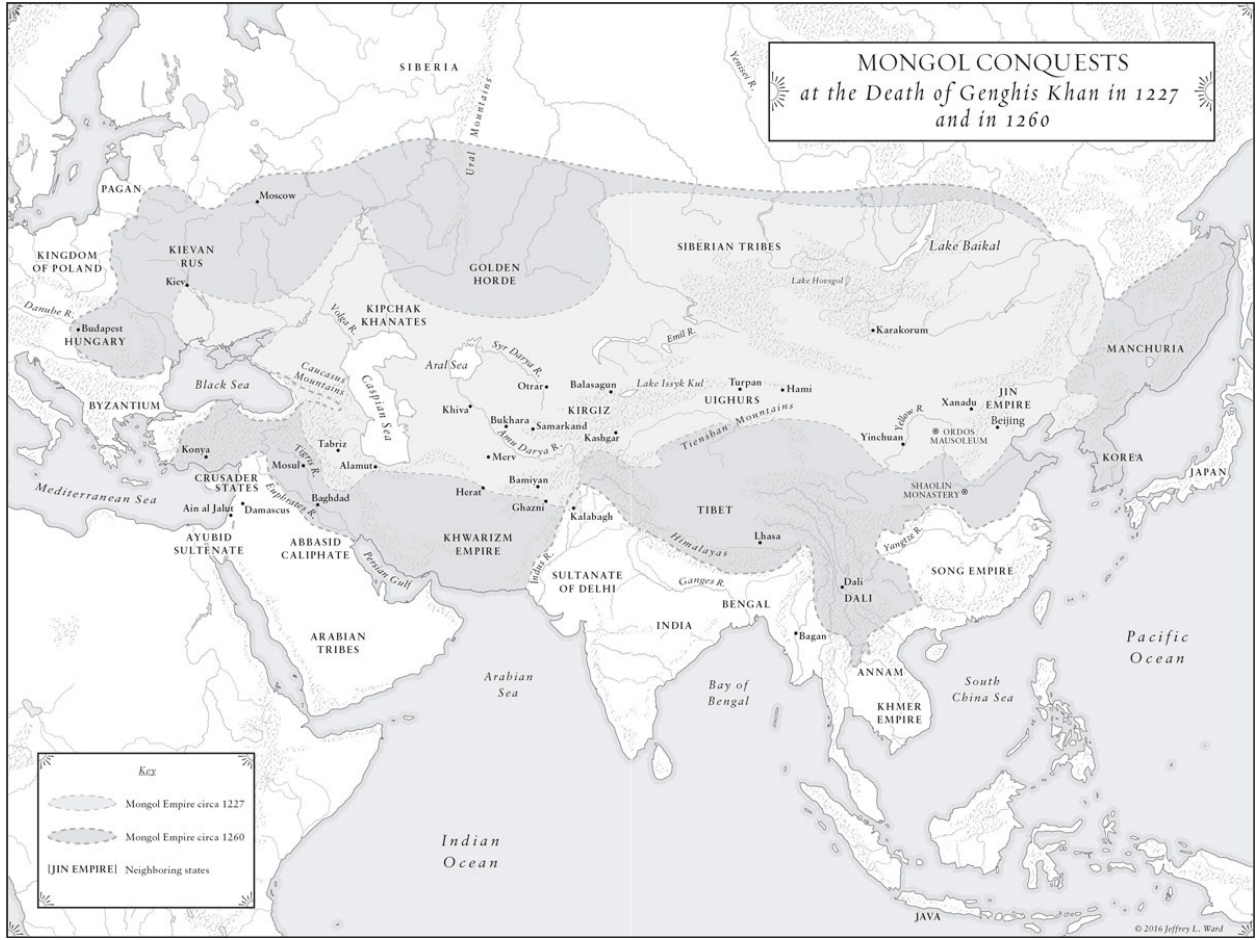 MONGOL CONQUESTS
at the Death of Genghis Khan in 1227
and in 1260
SIBERIA
Ural Mountains
Yenisei R.
PAGAN
Moscow
KINGDOM
OF POLAND
KIEVAN
RUS
Kiev
GOLDEN
HORDE
SIBERIAN TRIBES
Lake Baikal
Lake Hovsgol
Danube R.
Budapest
HUNGARY
Volga R.
KIPCHAK
KHANATES
Emil R.
Karakorum
MANCHURIA
Black Sea
Caucasus
Mountains
Caspian Sea
Aral Sea
Syr Darya R.
Otrar
Balasagun
Lake Issyk Kul
Turpan
UIGHURS
Hami
BYZANTIUM
Khiva
Bukhara
Samarkand
KIRGIZ
Kashgar
Tienshan Mountains
Yellow R.
Xanadu
JIN
EMPIRE
Beijing
Yinchuan
ORDOS
MAUSOLEUM
Konya
Tabriz
Tigris R.
Mosul
Alamut
Amu Darya R.
Merv
KOREA
JAPAN
CRUSADER
STATES
Mediterranean Sea
Euphrates R.
Baghdad
Herat
Bamiyan
Ghazni
Kalabagh
SHAOLIN
MONASTERY
TIBET
Ain al Jalut
Damascus
AYUBID
SULTENATE
ABBASID
CALIPHATE
Persian Gulf
KHWARIZM
EMPIRE
Indus R.
Himalayas
Lhasa
Yangtze R.
SONG EMPIRE
SULTANATE
OF DELHI
Ganges R.
Dali
DALI
BENGAL
INDIA
Bagan
ARABIAN
TRIBES
Arabian
Sea
Bay of
Bengal
ANNAM
KHMER
EMPIRE
South
China Sea
Pacific
Ocean
Key
Mongol Empire circa 1227
Mongol Empire circa 1260
[JIN EMPIRE] Neighboring states
Indian
Ocean
JAVA
© 2016 Jeffrey L. Ward